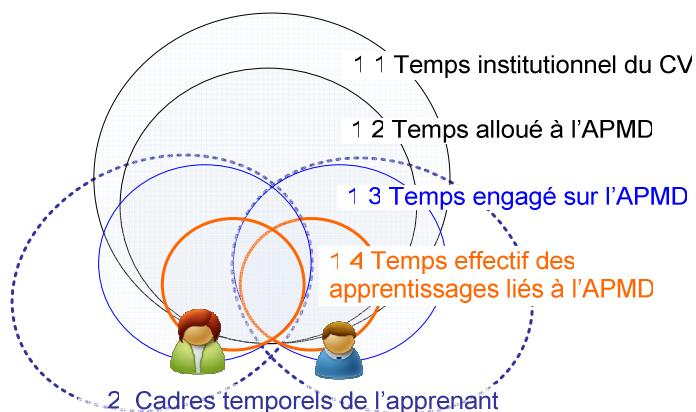 1 1 Temps institutionnel du CV
1 2 Temps alloué à l'APMD
1 3 Temps engagé sur l'APMD
1 4 Temps effectif des
apprentissages liés à l'APMD
2 Cadres temporels de l'apprenant